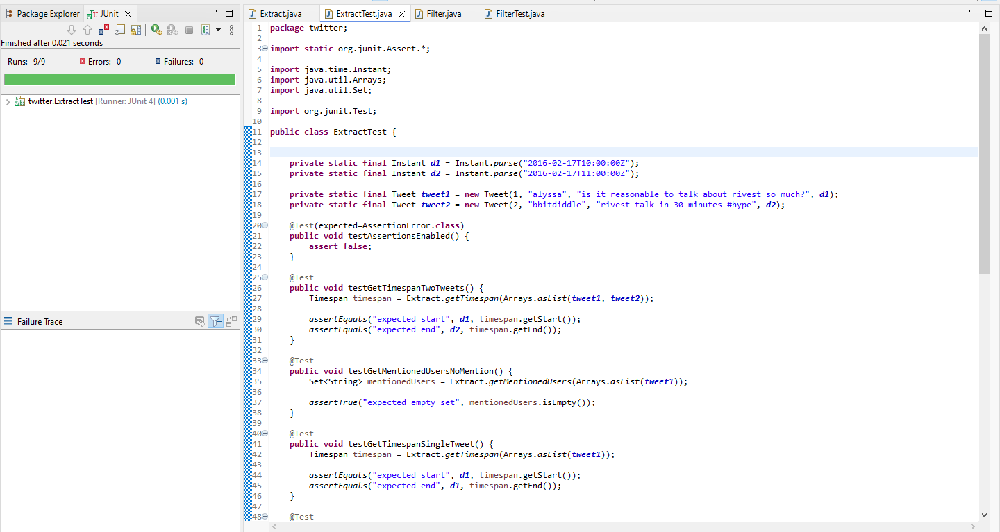 Package Explorer
JUnit
Finished after 0.021 seconds
Runs: 9/9 Errors: 0 Failures: 0
twitter.ExtractTest [Runner: JUnit 4] (0.001 s)
Failure Trace
Extract.java ExtractTest.java Filter.java FilterTest.java
1 package twitter;
2
3 import static org.junit.Assert.*;
4
5 import java.time.Instant;
6 import java.util.Arrays;
7 import java.util.Set;
8
9 import org.junit.Test;
10
11 public class ExtractTest {
12
13
14     private static final Instant d1 = Instant.parse("2016-02-17T10:00:00Z");
15     private static final Instant d2 = Instant.parse("2016-02-17T11:00:00Z");
16
17     private static final Tweet tweet1 = new Tweet(1, "alyssa", "is it reasonable to talk about rivest so much?", d1);
18     private static final Tweet tweet2 = new Tweet(2, "bbitdiddle", "rivest talk in 30 minutes #hype", d2);
19
20     @Test(expected=AssertionError.class)
21     public void testAssertionsEnabled() {
22         assert false;
23     }
24
25     @Test
26     public void testGetTimespanTwoTweets() {
27         Timespan timespan = Extract.getTimespan(Arrays.asList(tweet1, tweet2));
28
29         assertEquals("expected start", d1, timespan.getStart());
30         assertEquals("expected end", d2, timespan.getEnd());
31     }
32
33     @Test
34     public void testGetMentionedUsersNoMention() {
35         Set<String> mentionedUsers = Extract.getMentionedUsers(Arrays.asList(tweet1));
36
37         assertTrue("expected empty set", mentionedUsers.isEmpty());
38     }
39
40     @Test
41     public void testGetTimespanSingleTweet() {
42         Timespan timespan = Extract.getTimespan(Arrays.asList(tweet1));
43
44         assertEquals("expected start", d1, timespan.getStart());
45         assertEquals("expected end", d1, timespan.getEnd());
46     }
47
48     @Test